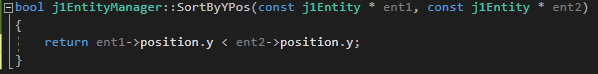 bool j1EntityManager::SortByYPos(const j1Entity * ent1, const j1Entity * ent2)
{
    return ent1->position.y < ent2->position.y;
}